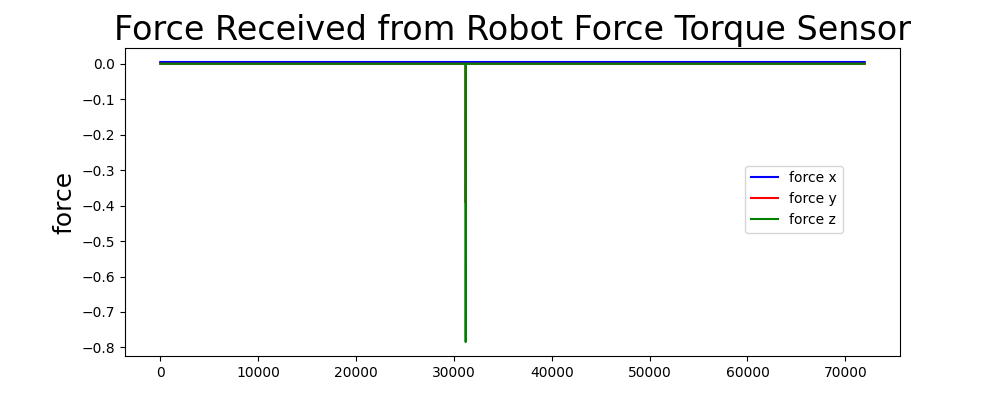 Force Received from Robot Force Torque Sensor
force
0.0
−0.1
−0.2
−0.3
−0.4
−0.5
−0.6
−0.7
−0.8
force x
force y
force z
0 10000 20000 30000 40000 50000 60000 70000